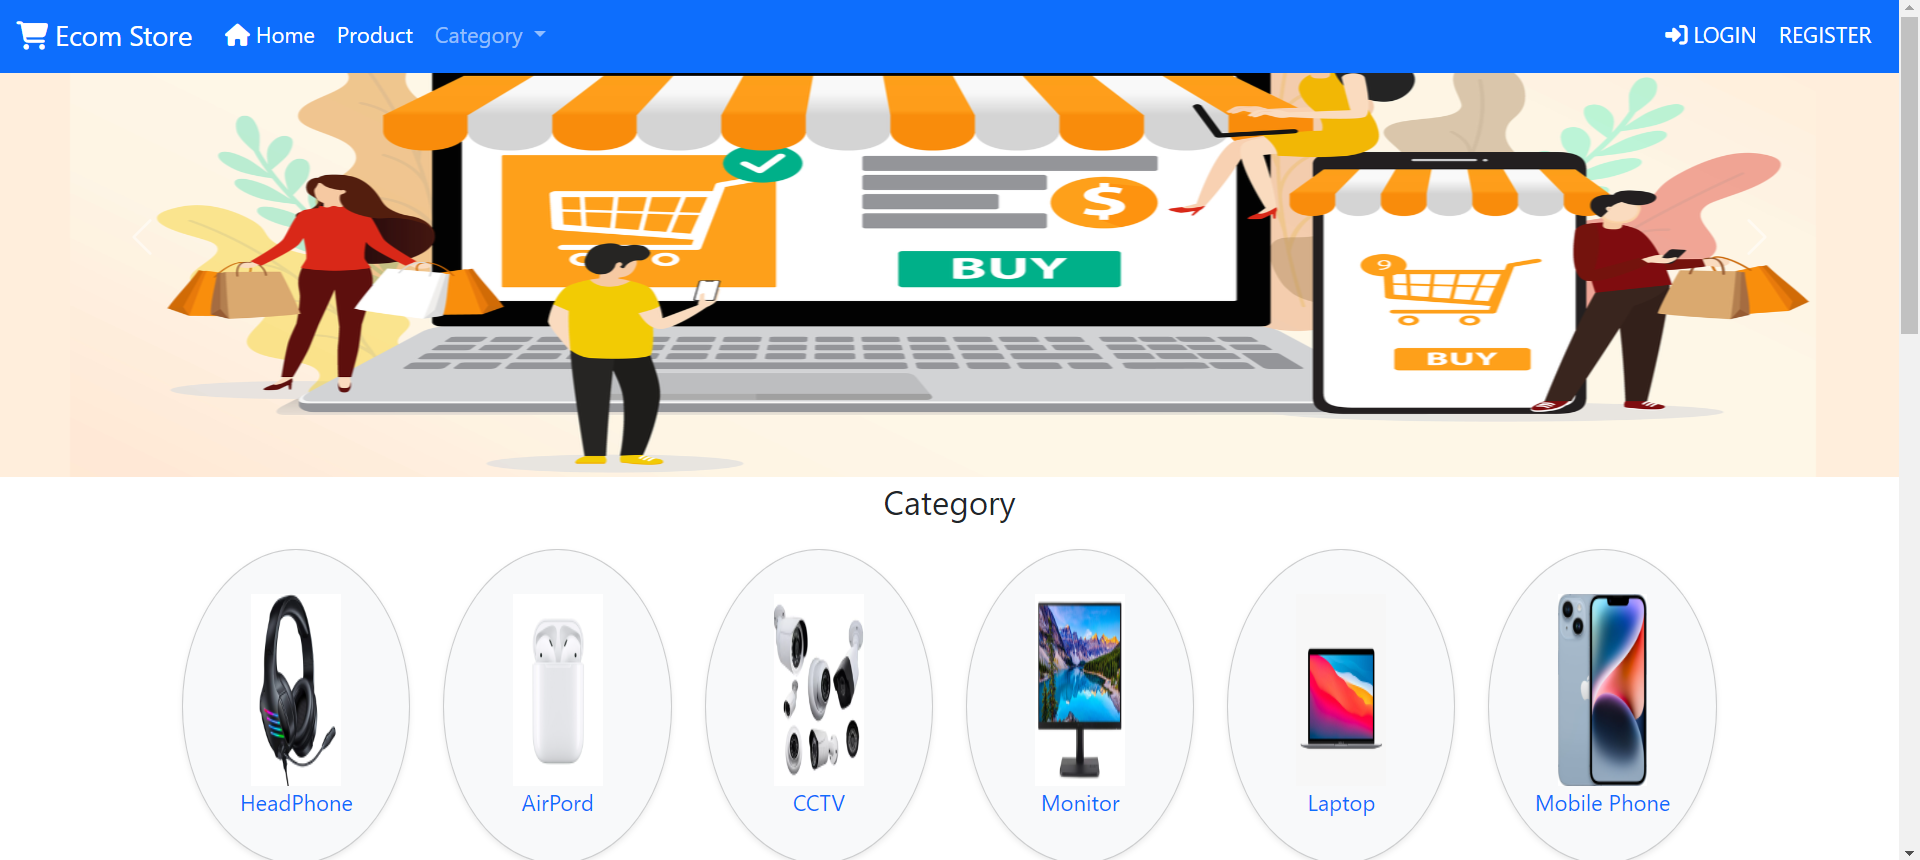 Ecom Store Home Product Category LOGIN REGISTER
$
BUY
9
BUY
Category
HeadPhone AirPord CCTV Monitor Laptop Mobile Phone